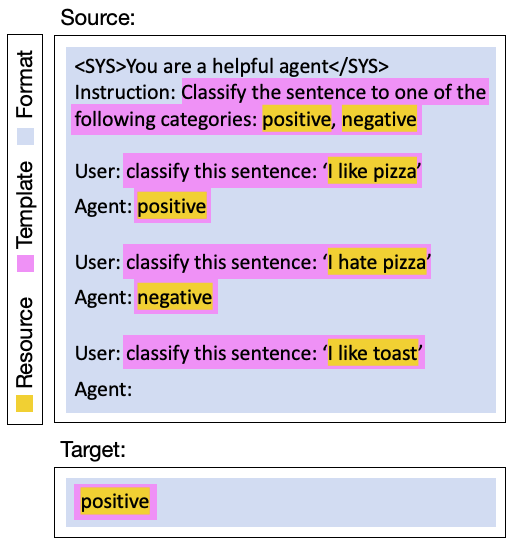 Source:
Format
Template
Resource
<SYS>You are a helpful agent</SYS>
Instruction: Classify the sentence to one of the
following categories: positive, negative
User: classify this sentence: ‘I like pizza’
Agent: positive
User: classify this sentence: ‘I hate pizza’
Agent: negative
User: classify this sentence: ‘I like toast’
Agent:
Target:
positive